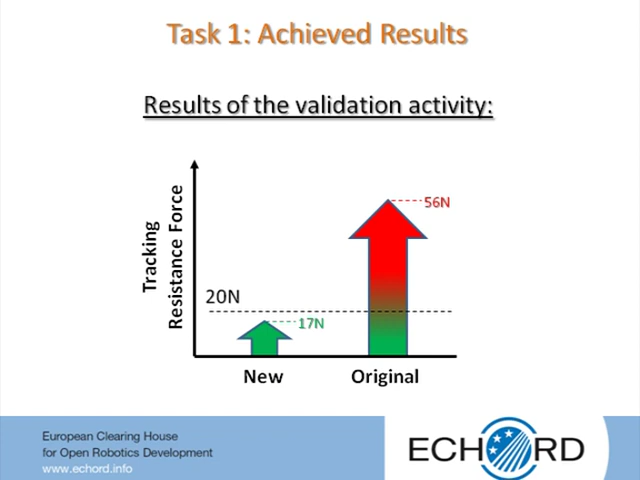 Task 1: Achieved Results
Results of the validation activity:
Tracking
Resistance Force
56N
20N
17N
New
Original
European Clearing House
for Open Robotics Development
www.echord.info
ECHORD